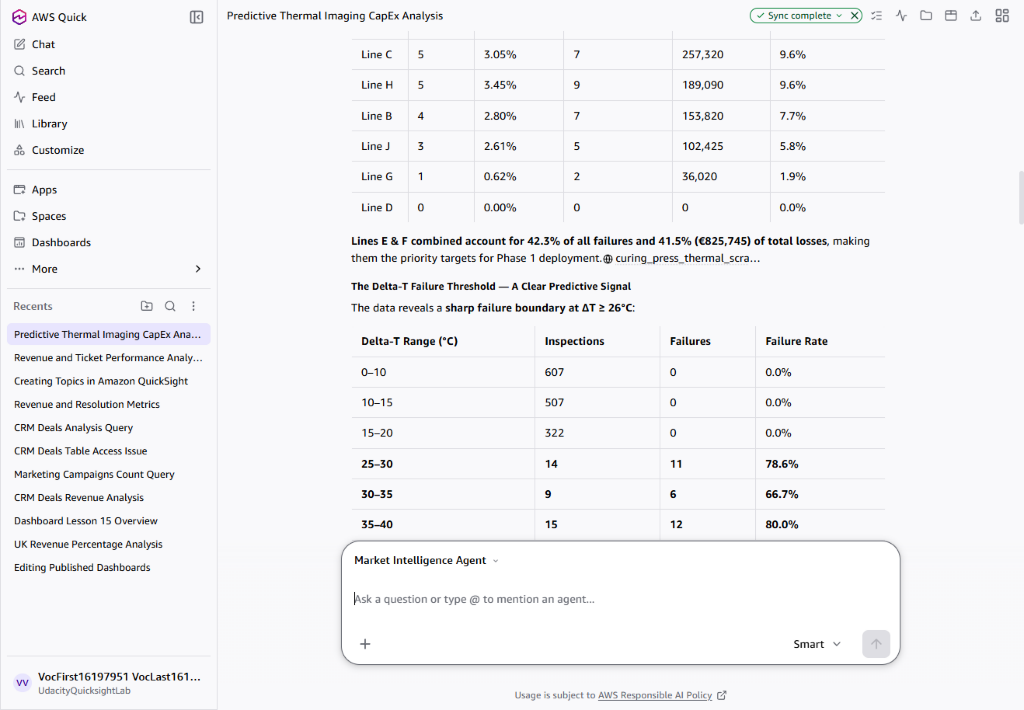 AWS Quick
Predictive Thermal Imaging CapEx Analysis
Sync complete
Chat
Search
Feed
Library
Customize
Apps
Spaces
Dashboards
More
Recents
Predictive Thermal Imaging CapEx Ana...
Revenue and Ticket Performance Analy...
Creating Topics in Amazon QuickSight
Revenue and Resolution Metrics
CRM Deals Analysis Query
CRM Deals Table Access Issue
Marketing Campaigns Count Query
CRM Deals Revenue Analysis
Dashboard Lesson 15 Overview
UK Revenue Percentage Analysis
Editing Published Dashboards
VV
VocFirst16197951 VocLast161...
UdacityQuicksightLab
Line C 5 3.05% 7 257,320 9.6%
Line H 5 3.45% 9 189,090 9.6%
Line B 4 2.80% 7 153,820 7.7%
Line J 3 2.61% 5 102,425 5.8%
Line G 1 0.62% 2 36,020 1.9%
Line D 0 0.00% 0 0 0.0%
Lines E & F combined account for 42.3% of all failures and 41.5% (€825,745) of total losses, making
them the priority targets for Phase 1 deployment. curing_press_thermal_scra...
The Delta-T Failure Threshold — A Clear Predictive Signal
The data reveals a sharp failure boundary at ΔT ≥ 26°C:
Delta-T Range (°C) Inspections Failures Failure Rate
0–10 607 0 0.0%
10–15 507 0 0.0%
15–20 322 0 0.0%
25–30 14 11 78.6%
30–35 9 6 66.7%
35–40 15 12 80.0%
Market Intelligence Agent
Ask a question or type @ to mention an agent...
Smart
Usage is subject to AWS Responsible AI Policy